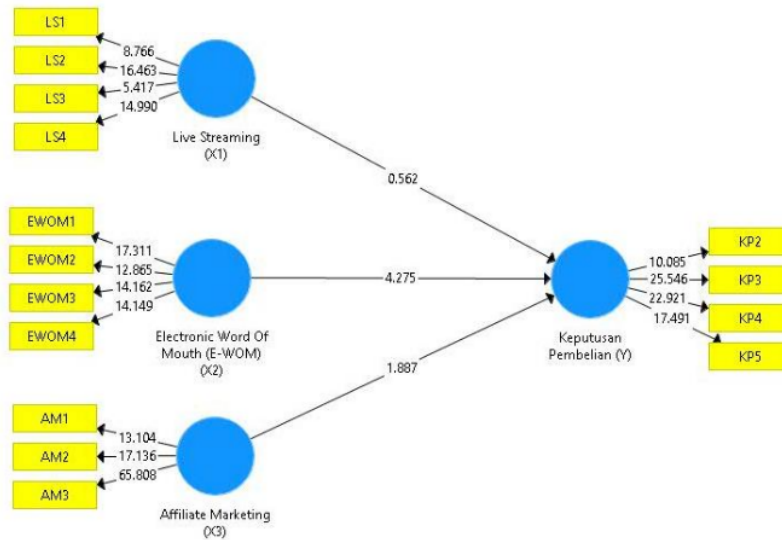 LS1
LS2
LS3
LS4
8.766
16.463
5.417
14.990
Live Streaming
(X1)
0.562
EWOM1
EWOM2
EWOM3
EWOM4
17.311
12.865
14.162
14.149
Electronic Word Of
Mouth (E-WOM)
(X2)
4.275
AM1
AM2
AM3
13.104
17.136
65.808
Affiliate Marketing
(X3)
1.887
Keputusan
Pembelian (Y)
10.085
25.546
22.921
17.491
KP2
KP3
KP4
KP5